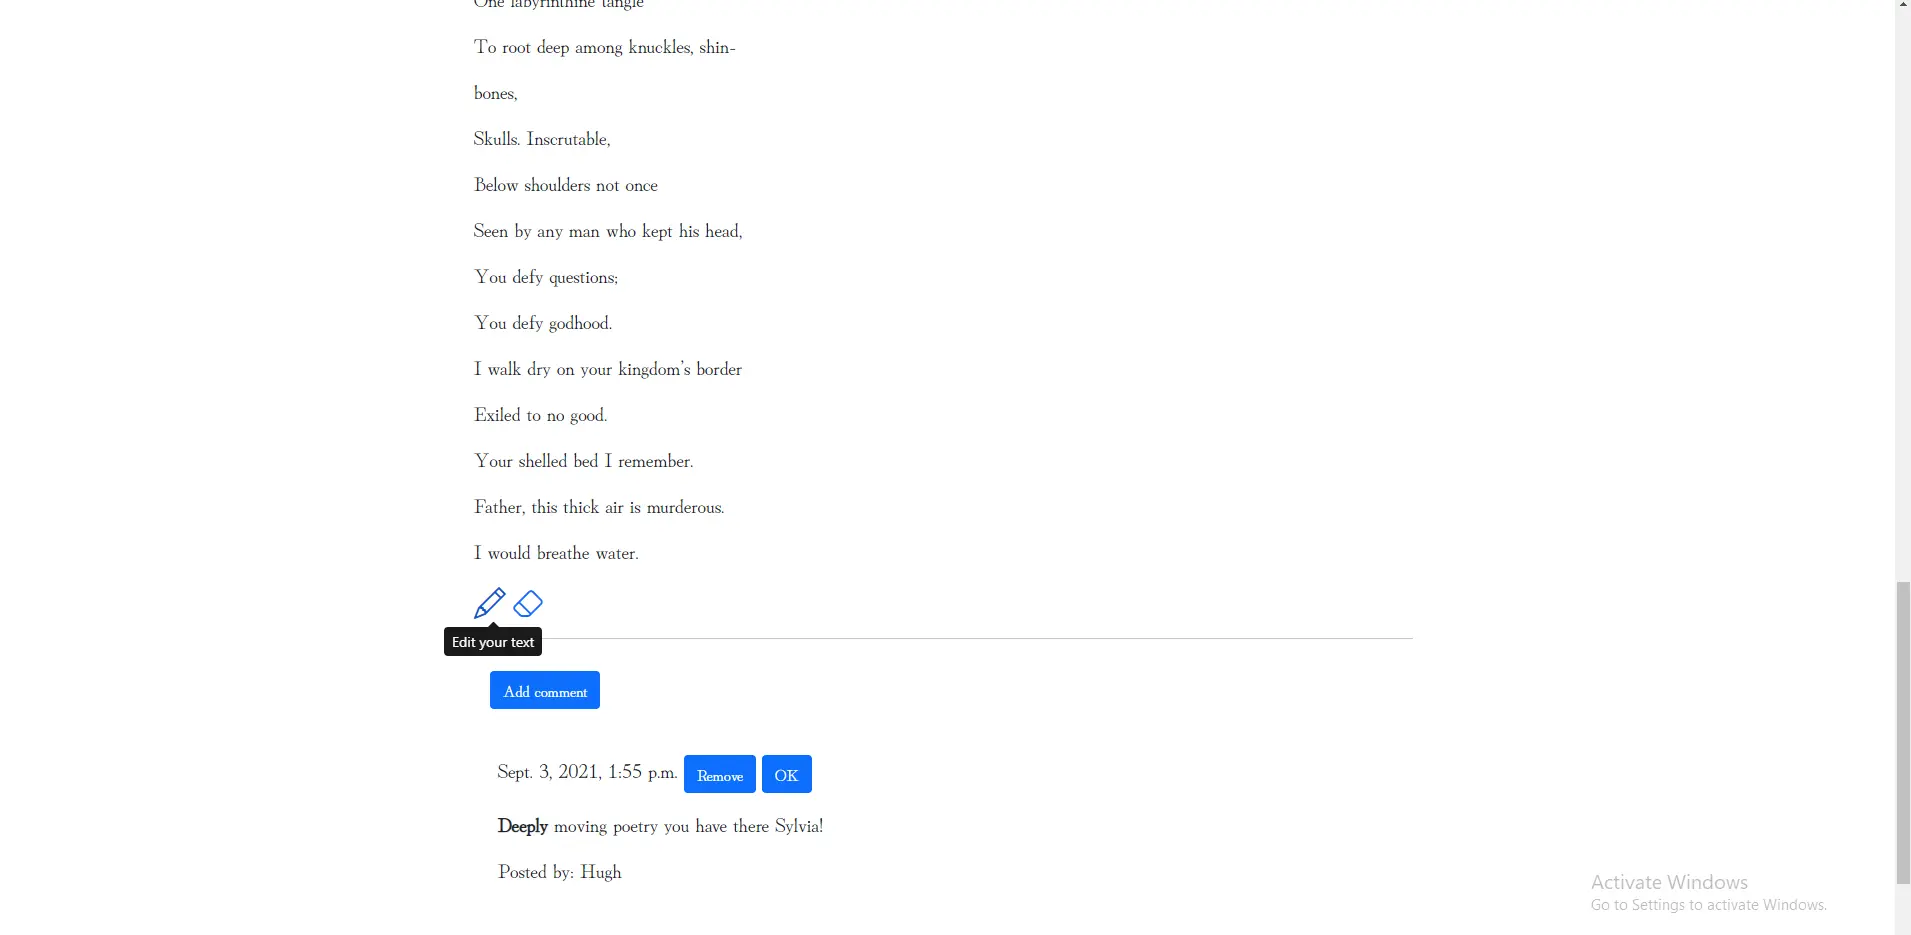 One labyrinthine tangle
To root deep among knuckles, shin-
bones,
Skulls. Inscrutable,
Below shoulders not once
Seen by any man who kept his head,
You defy questions;
You defy godhood.
I walk dry on your kingdom's border
Exiled to no good.
Your shelled bed I remember.
Father, this thick air is murderous.
I would breathe water.
Edit your text
Add comment
Sept. 3, 2021, 1:55 p.m. Remove OK
Deeply moving poetry you have there Sylvia!
Posted by: Hugh
Activate Windows
Go to Settings to activate Windows.